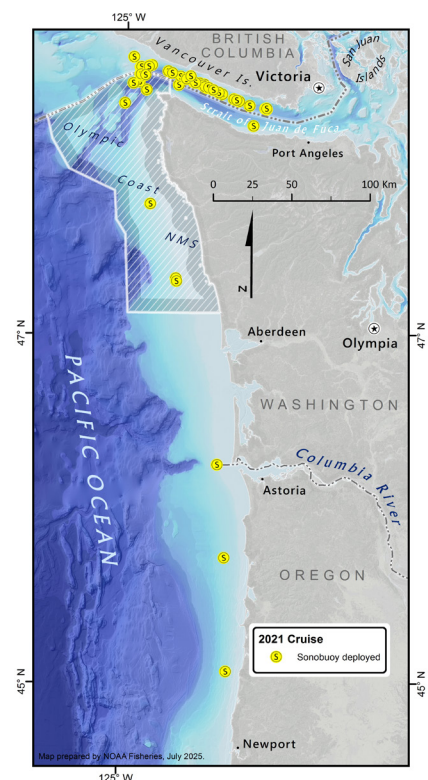 125° W
BRITISH
COLUMBIA
Vancouver Is.
San Juan
Islands
Victoria
Strait of Juan de Fuca
Port Angeles
Olympic
Coast
NMS
0 25 50 100 Km
N
47° N
47° N
Aberdeen
Olympia
PACIFIC OCEAN
WASHINGTON
Columbia River
Astoria
OREGON
2021 Cruise
S Sonobuoy deployed
45° N
45° N
Newport
Map prepared by NOAA Fisheries, July 2025.
125° W